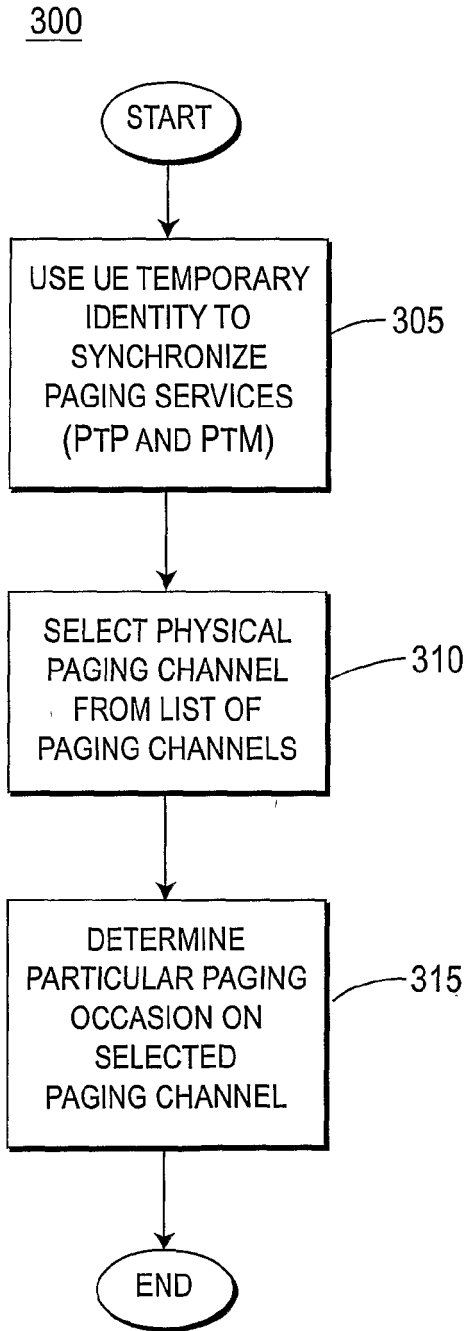 300
START
USE UE TEMPORARY
IDENTITY TO
SYNCHRONIZE
PAGING SERVICES
(PTP AND PTM)
305
SELECT PHYSICAL
PAGING CHANNEL
FROM LIST OF
PAGING CHANNELS
310
DETERMINE
PARTICULAR PAGING
OCCASION ON
SELECTED
PAGING CHANNEL
315
END